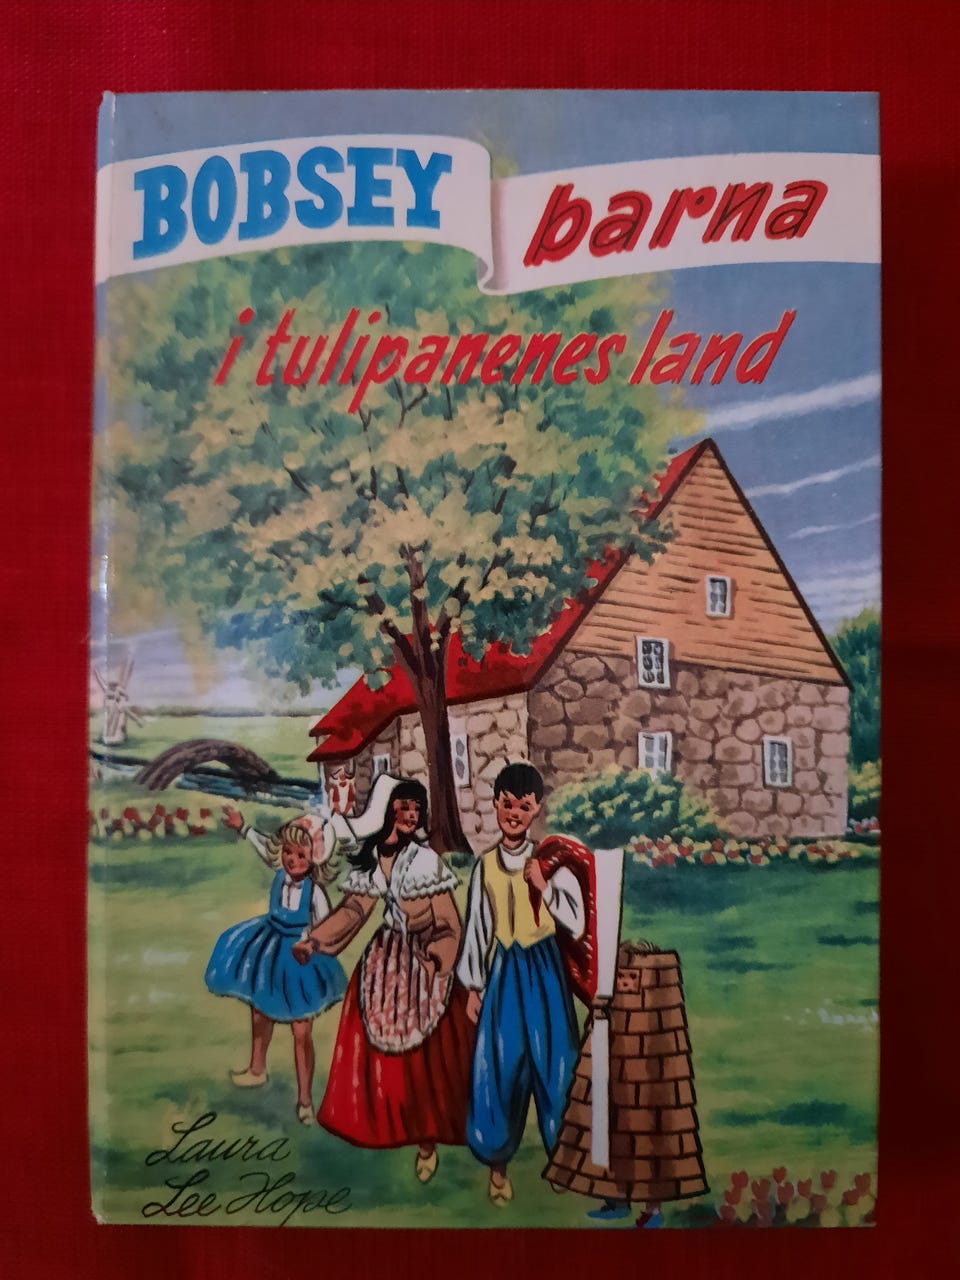 BOBSEY barna
i tulipanenes land
Laura
Lee Hope